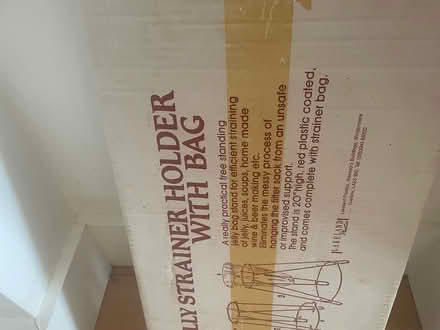 LLY STRAINER HOLDER
WITH BAG
A really practical free standing
jelly bag stand for efficient straining
of jelly, juices, soups, home made
wine & beer making etc.
Eliminates the messy process of
hanging the filter sack from an unsafe
or improvised support.
The stand is 20" high, red plastic coated,
and comes complete with strainer bag.
LAKELAND